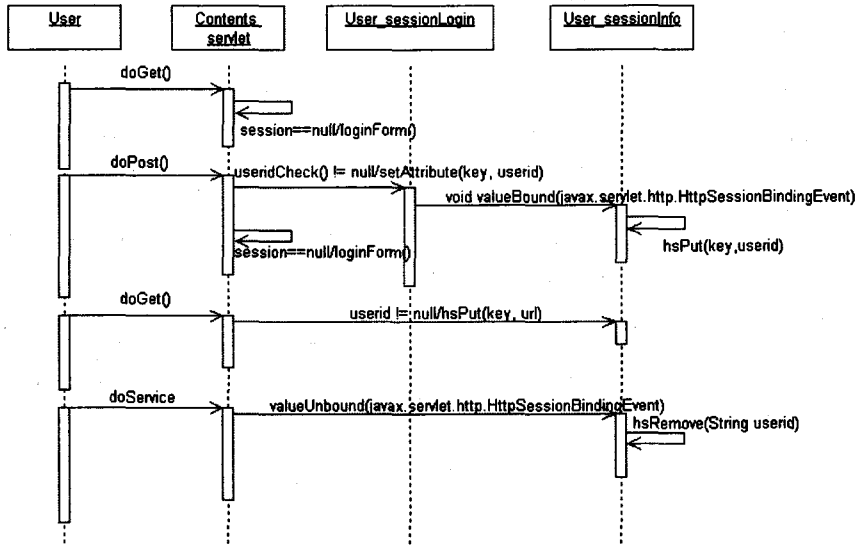 User
Contents
servlet
User_sessionLogin
User_sessionInfo
doGet()
session==null/loginForm()
doPost()
useridCheck() != null/setAttribute(key, userid)
void valueBound(javax.servlet.http.HttpSessionBindingEvent)
session==null/loginForm()
hsPut(key,userid)
doGet()
userid != null/hsPut(key, url)
doService
valueUnbound(javax.servlet.http.HttpSessionBindingEvent)
hsRemove(String userid)